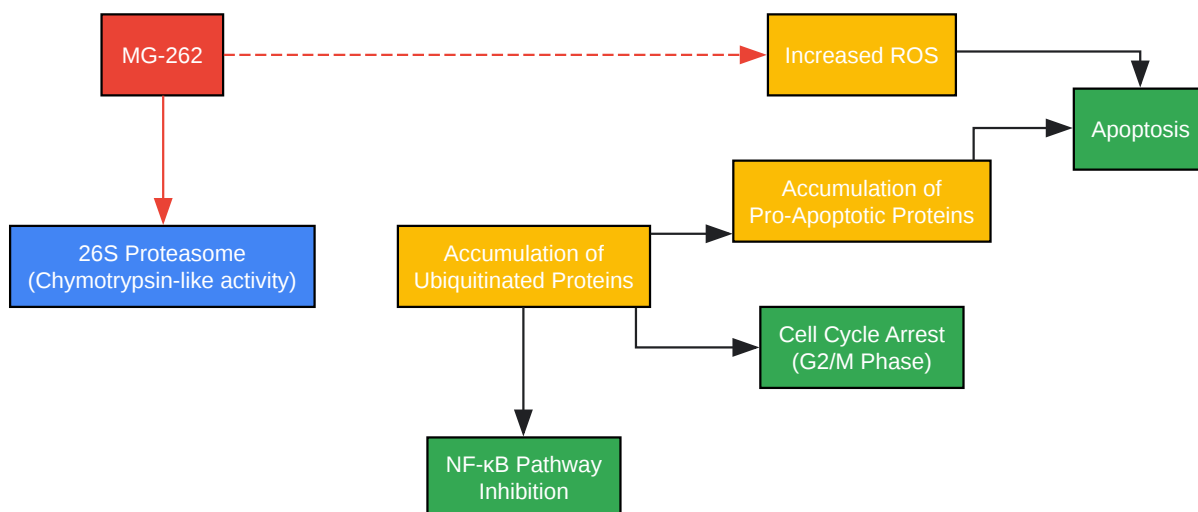 MG-262
Increased ROS
Apoptosis
Accumulation of
Pro-Apoptotic Proteins
26S Proteasome
(Chymotrypsin-like activity)
Accumulation of
Ubiquitinated Proteins
Cell Cycle Arrest
(G2/M Phase)
NF-κB Pathway
Inhibition